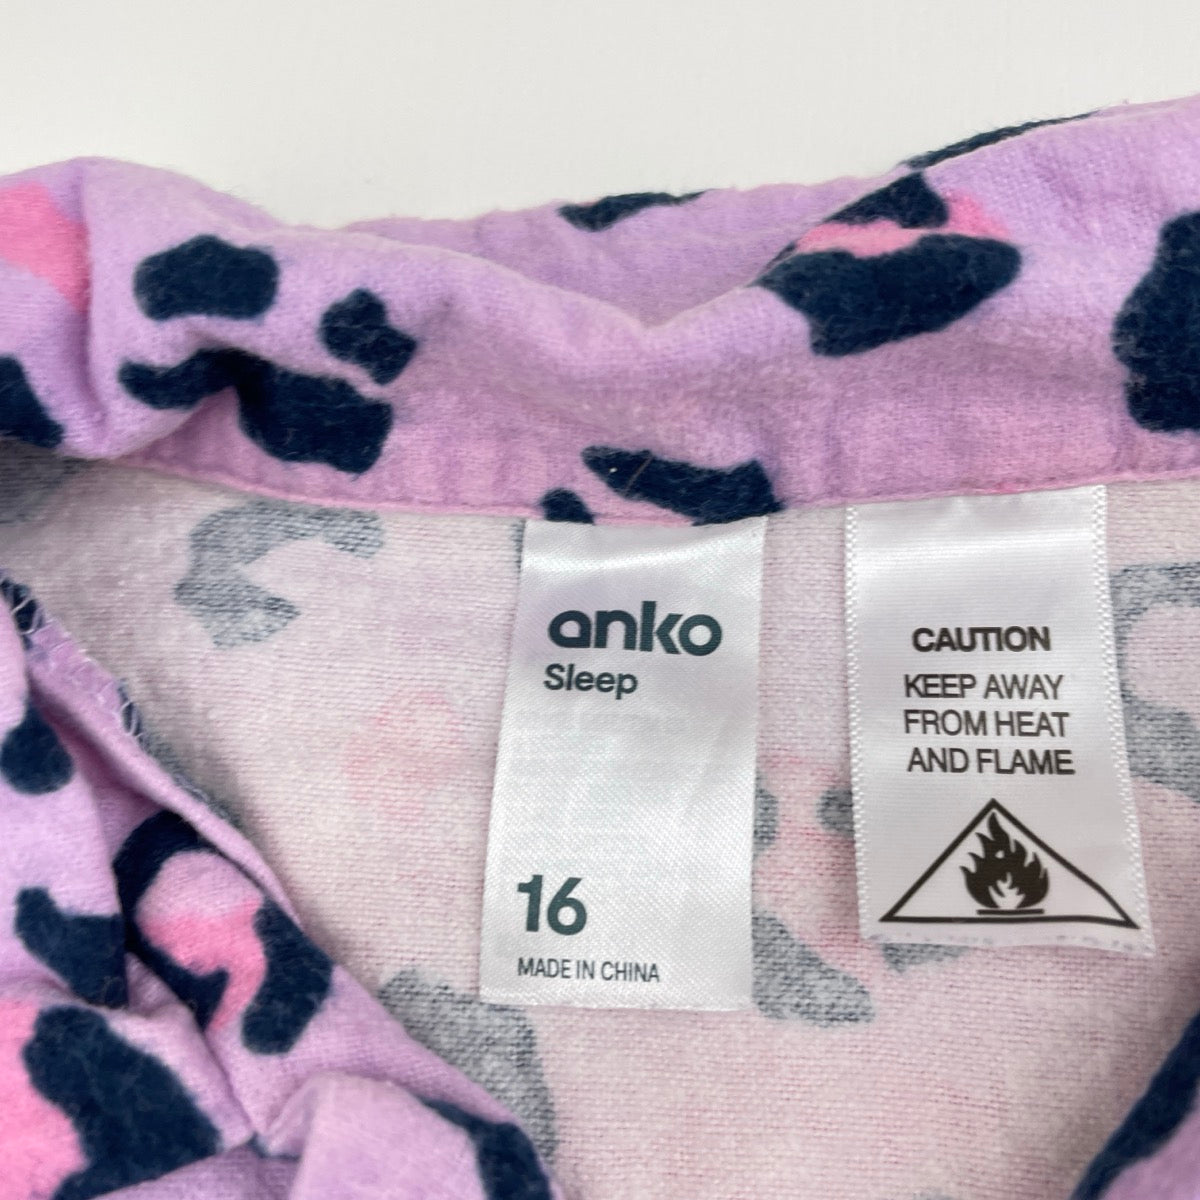 anko
Sleep
16
MADE IN CHINA
CAUTION
KEEP AWAY
FROM HEAT
AND FLAME